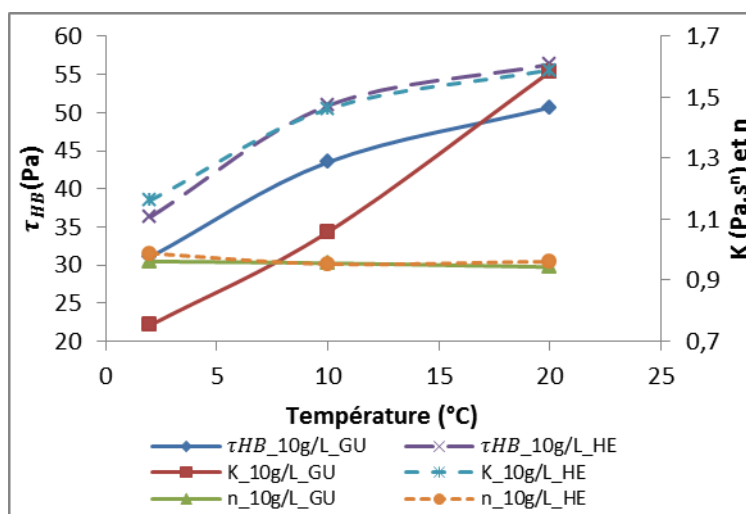 60
55
50
45
40
35
30
25
20
τHB(Pa)
1,7
1,5
1,3
1,1
0,9
0,7
K (Pa.sⁿ) et n
0 5 10 15 20 25
Température (°C)
τHB_10g/L_GU τHB_10g/L_HE
K_10g/L_GU K_10g/L_HE
n_10g/L_GU n_10g/L_HE